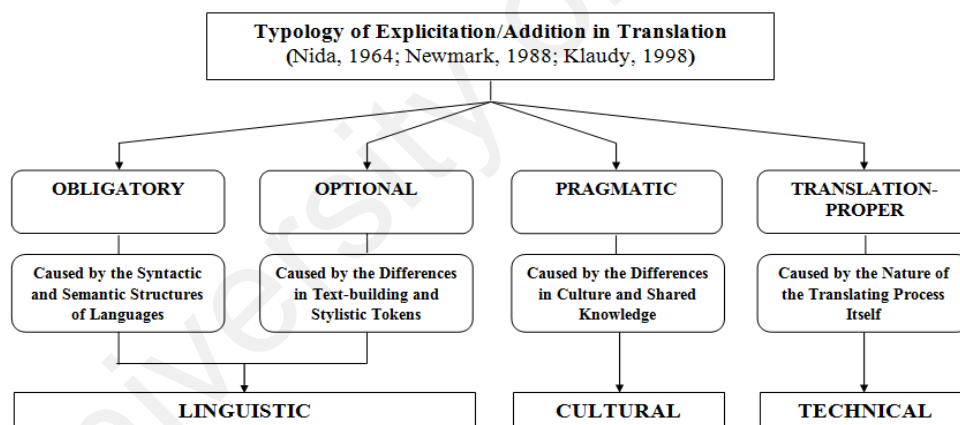 Typology of Explicitation/Addition in Translation
(Nida, 1964; Newmark, 1988; Klaudy, 1998)
OBLIGATORY
OPTIONAL
PRAGMATIC
TRANSLATION-
PROPER
Caused by the Syntactic
and Semantic Structures
of Languages
Caused by the Differences
in Text-building and
Stylistic Tokens
Caused by the Differences
in Culture and Shared
Knowledge
Caused by the Nature of
the Translating Process
Itself
LINGUISTIC
CULTURAL
TECHNICAL